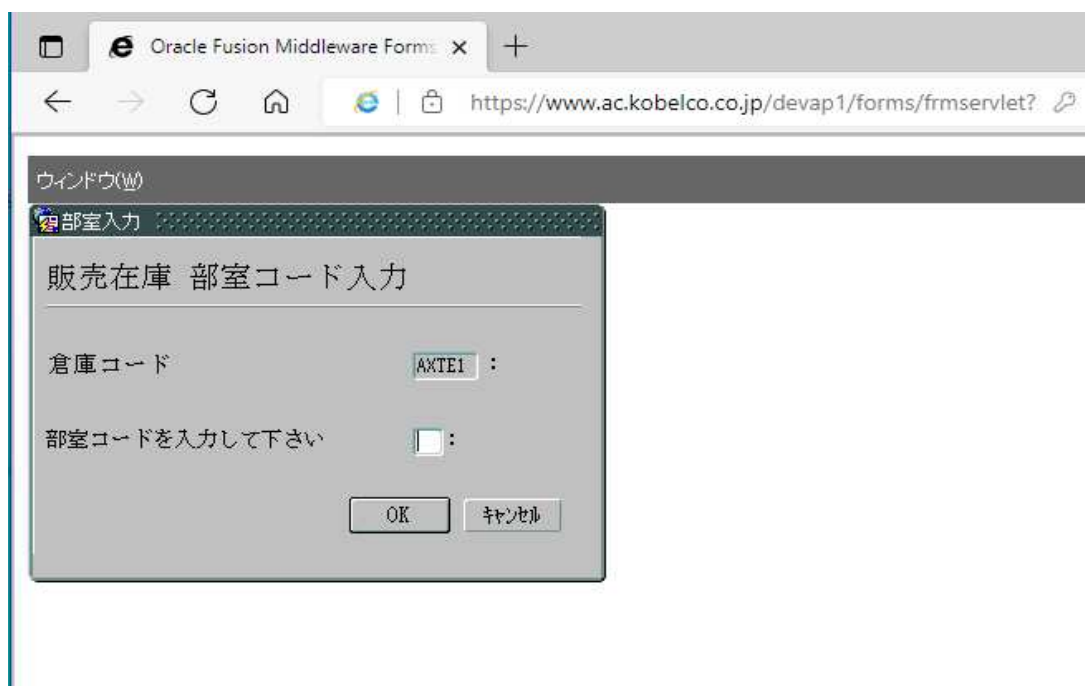 Oracle Fusion Middleware Forms
https://www.ac.kobelco.co.jp/devap1/forms/frmservlet?
ウィンドウ(W)
部室入力
販売在庫 部室コード入力
倉庫コード AXTE1 :
部室コードを入力して下さい :
OK ｷｬﾝｾﾙ